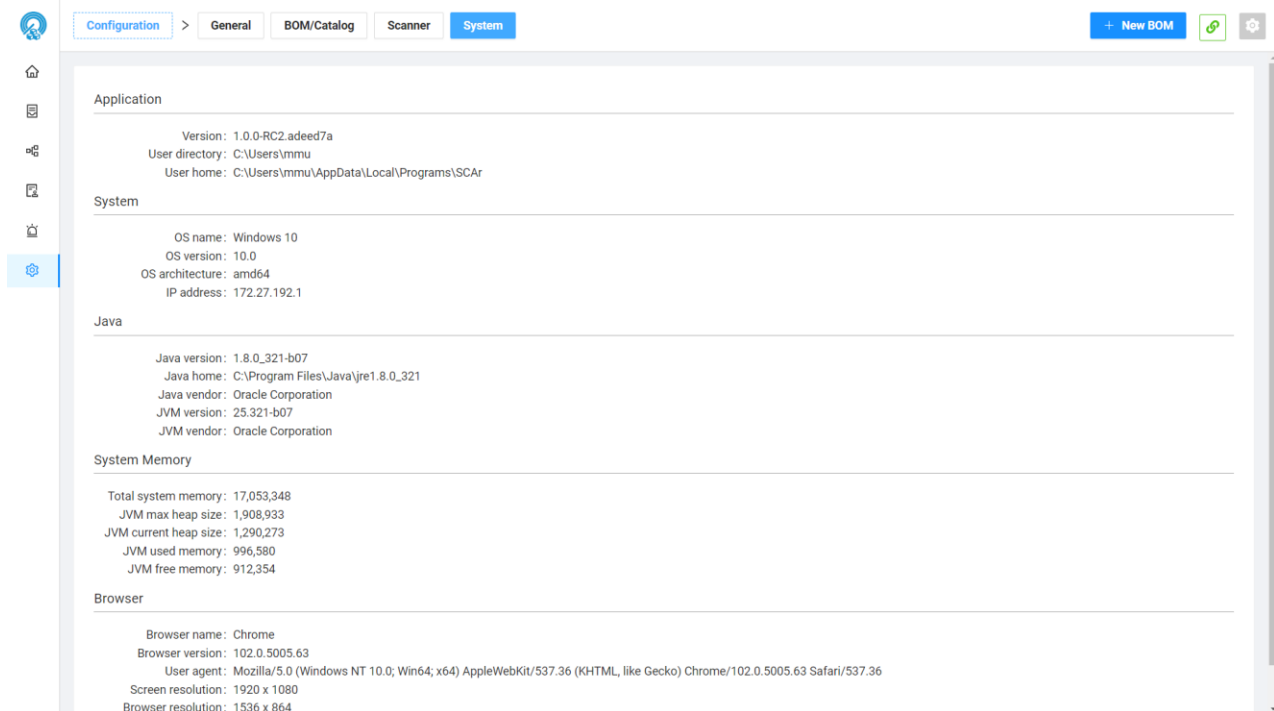 Configuration > General BOM/Catalog Scanner System + New BOM
Application
Version: 1.0.0-RC2.adeed7a
User directory: C:\Users\mmu
User home: C:\Users\mmu\AppData\Local\Programs\SCAr
System
OS name: Windows 10
OS version: 10.0
OS architecture: amd64
IP address: 172.27.192.1
Java
Java version: 1.8.0_321-b07
Java home: C:\Program Files\Java\jre1.8.0_321
Java vendor: Oracle Corporation
JVM version: 25.321-b07
JVM vendor: Oracle Corporation
System Memory
Total system memory: 17,053,348
JVM max heap size: 1,908,933
JVM current heap size: 1,290,273
JVM used memory: 996,580
JVM free memory: 912,354
Browser
Browser name: Chrome
Browser version: 102.0.5005.63
User agent: Mozilla/5.0 (Windows NT 10.0; Win64; x64) AppleWebKit/537.36 (KHTML, like Gecko) Chrome/102.0.5005.63 Safari/537.36
Screen resolution: 1920 x 1080
Browser resolution: 1536 x 864